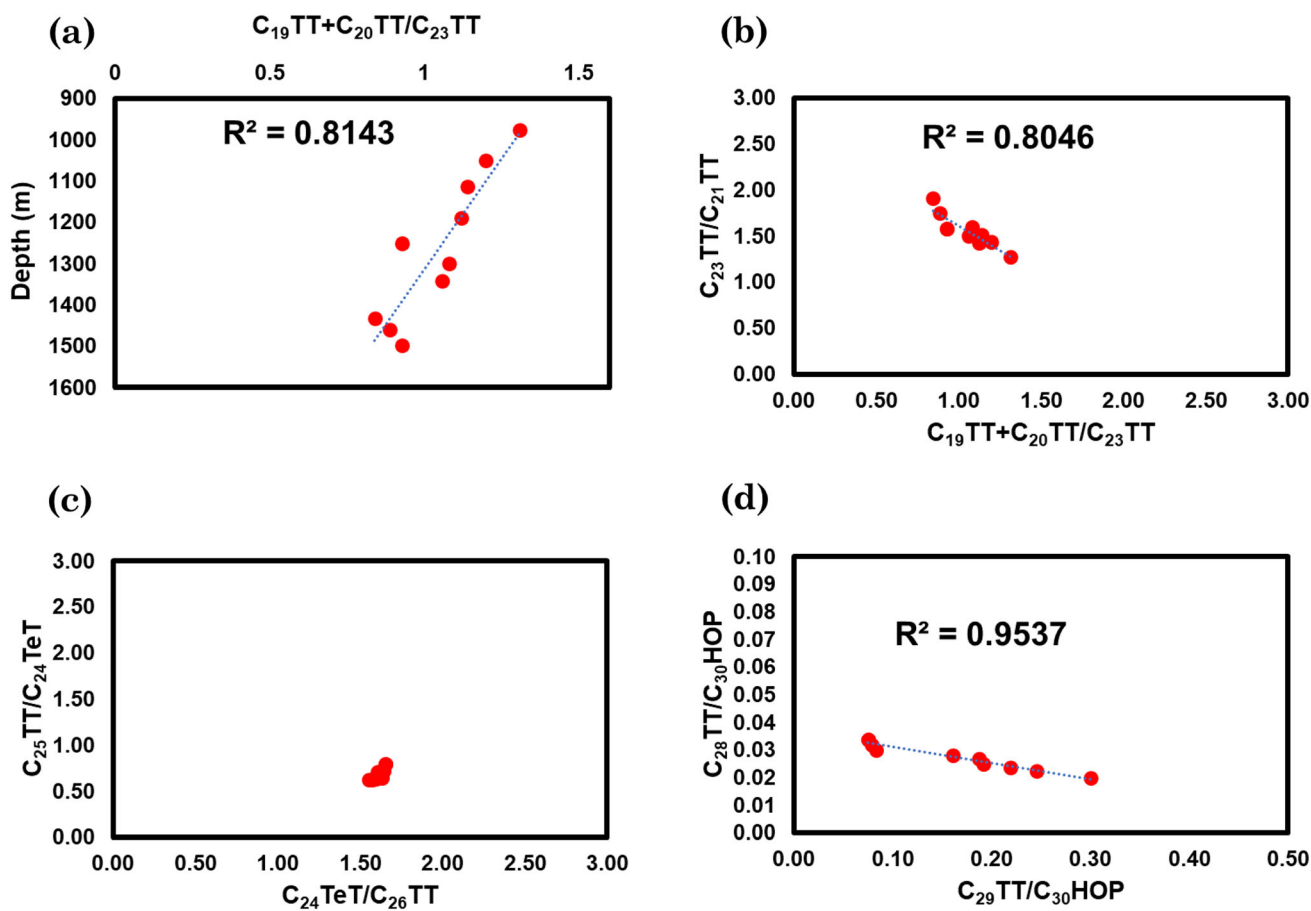 (a)
C₁₉TT+C₂₀TT/C₂₃TT
0 0.5 1 1.5
900
1000
1100
1200
1300
1400
1500
1600
Depth (m)
R² = 0.8143
(b)
3.00
2.50
2.00
1.50
1.00
0.50
0.00
C₂₃TT/C₂₁TT
R² = 0.8046
0.00 0.50 1.00 1.50 2.00 2.50 3.00
C₁₉TT+C₂₀TT/C₂₃TT
(c)
3.00
2.50
2.00
1.50
1.00
0.50
0.00
C₂₅TT/C₂₄TeT
0.00 0.50 1.00 1.50 2.00 2.50 3.00
C₂₄TeT/C₂₆TT
(d)
0.10
0.09
0.08
0.07
0.06
0.05
0.04
0.03
0.02
0.01
0.00
C₂₈TT/C₃₀HOP
R² = 0.9537
0.00 0.10 0.20 0.30 0.40 0.50
C₂₉TT/C₃₀HOP